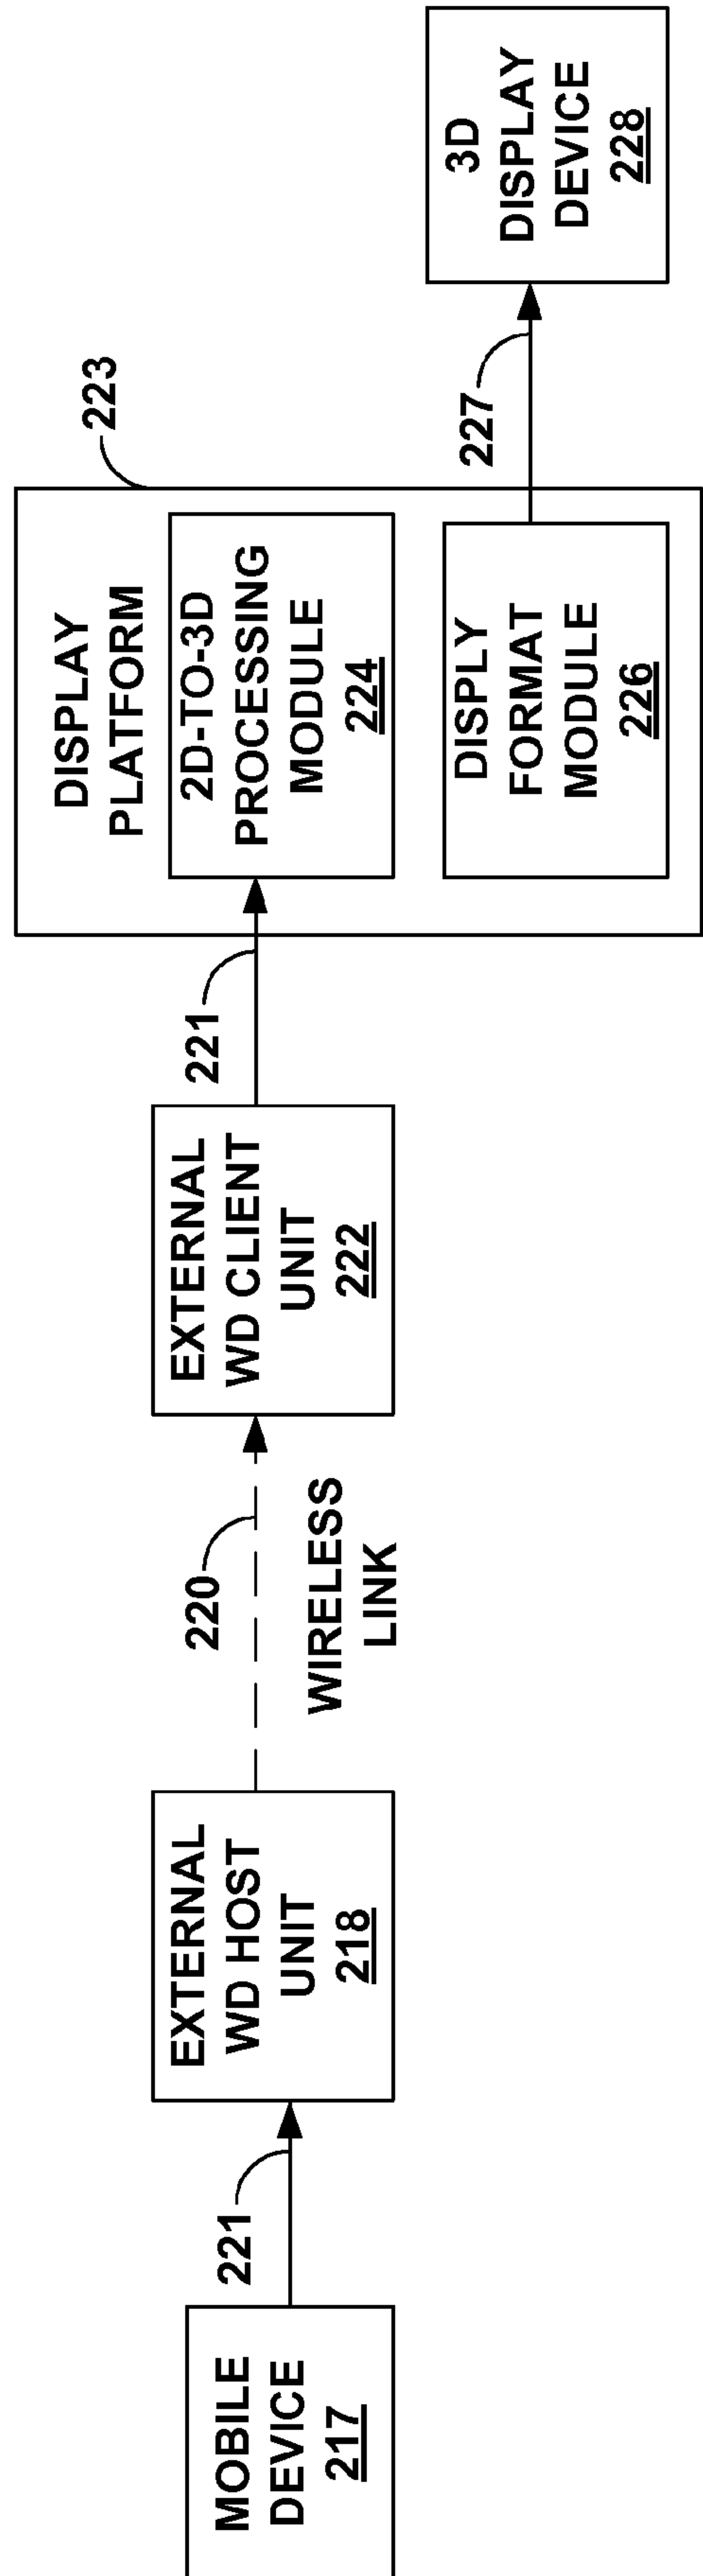 MOBILE
DEVICE
217
221
EXTERNAL
WD HOST
UNIT
218
220
WIRELESS
LINK
EXTERNAL
WD CLIENT
UNIT
222
221
DISPLAY
PLATFORM
223
2D-TO-3D
PROCESSING
MODULE
224
DISPLY
FORMAT
MODULE
226
227
3D
DISPLAY
DEVICE
228